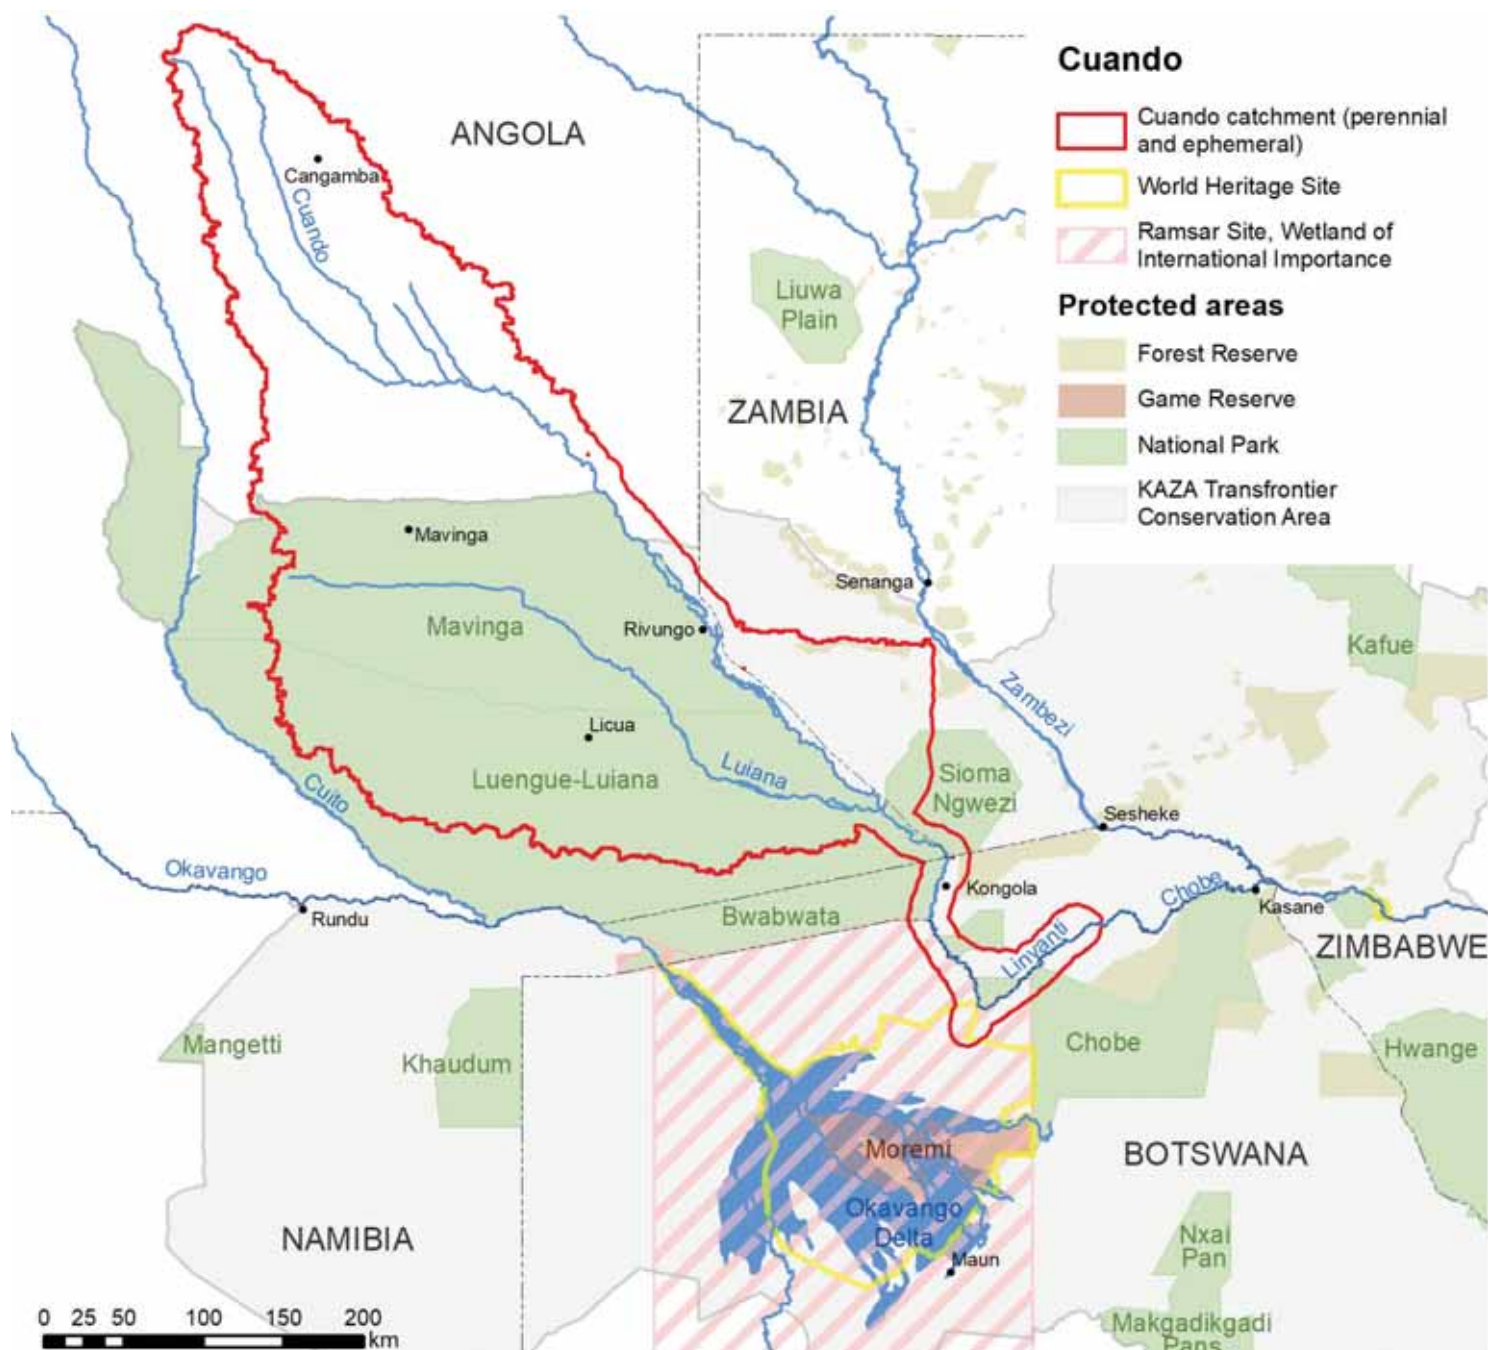 Cuando
Cuando catchment (perennial
and ephemeral)
World Heritage Site
Ramsar Site, Wetland of
International Importance
Protected areas
Forest Reserve
Game Reserve
National Park
KAZA Transfrontier
Conservation Area
ANGOLA
Cangamba
Cuando
Liuwa
Plain
ZAMBIA
Mavinga
Senanga
Mavinga
Rivungo
Kafue
Zambezi
Licua
Luiana
Luengue-Luiana
Sioma
Ngwezi
Cuito
Sesheke
Okavango
Kongola
Chobe
Rundu
Bwabwata
Kasane
Linvanti
ZIMBABWE
Mangetti
Khaudum
Chobe
Hwange
Moremi
BOTSWANA
Okavango
Delta
NAMIBIA
Nxai
Pan
Maun
Makgadikgadi
Pans
0 25 50 100 150 200
km